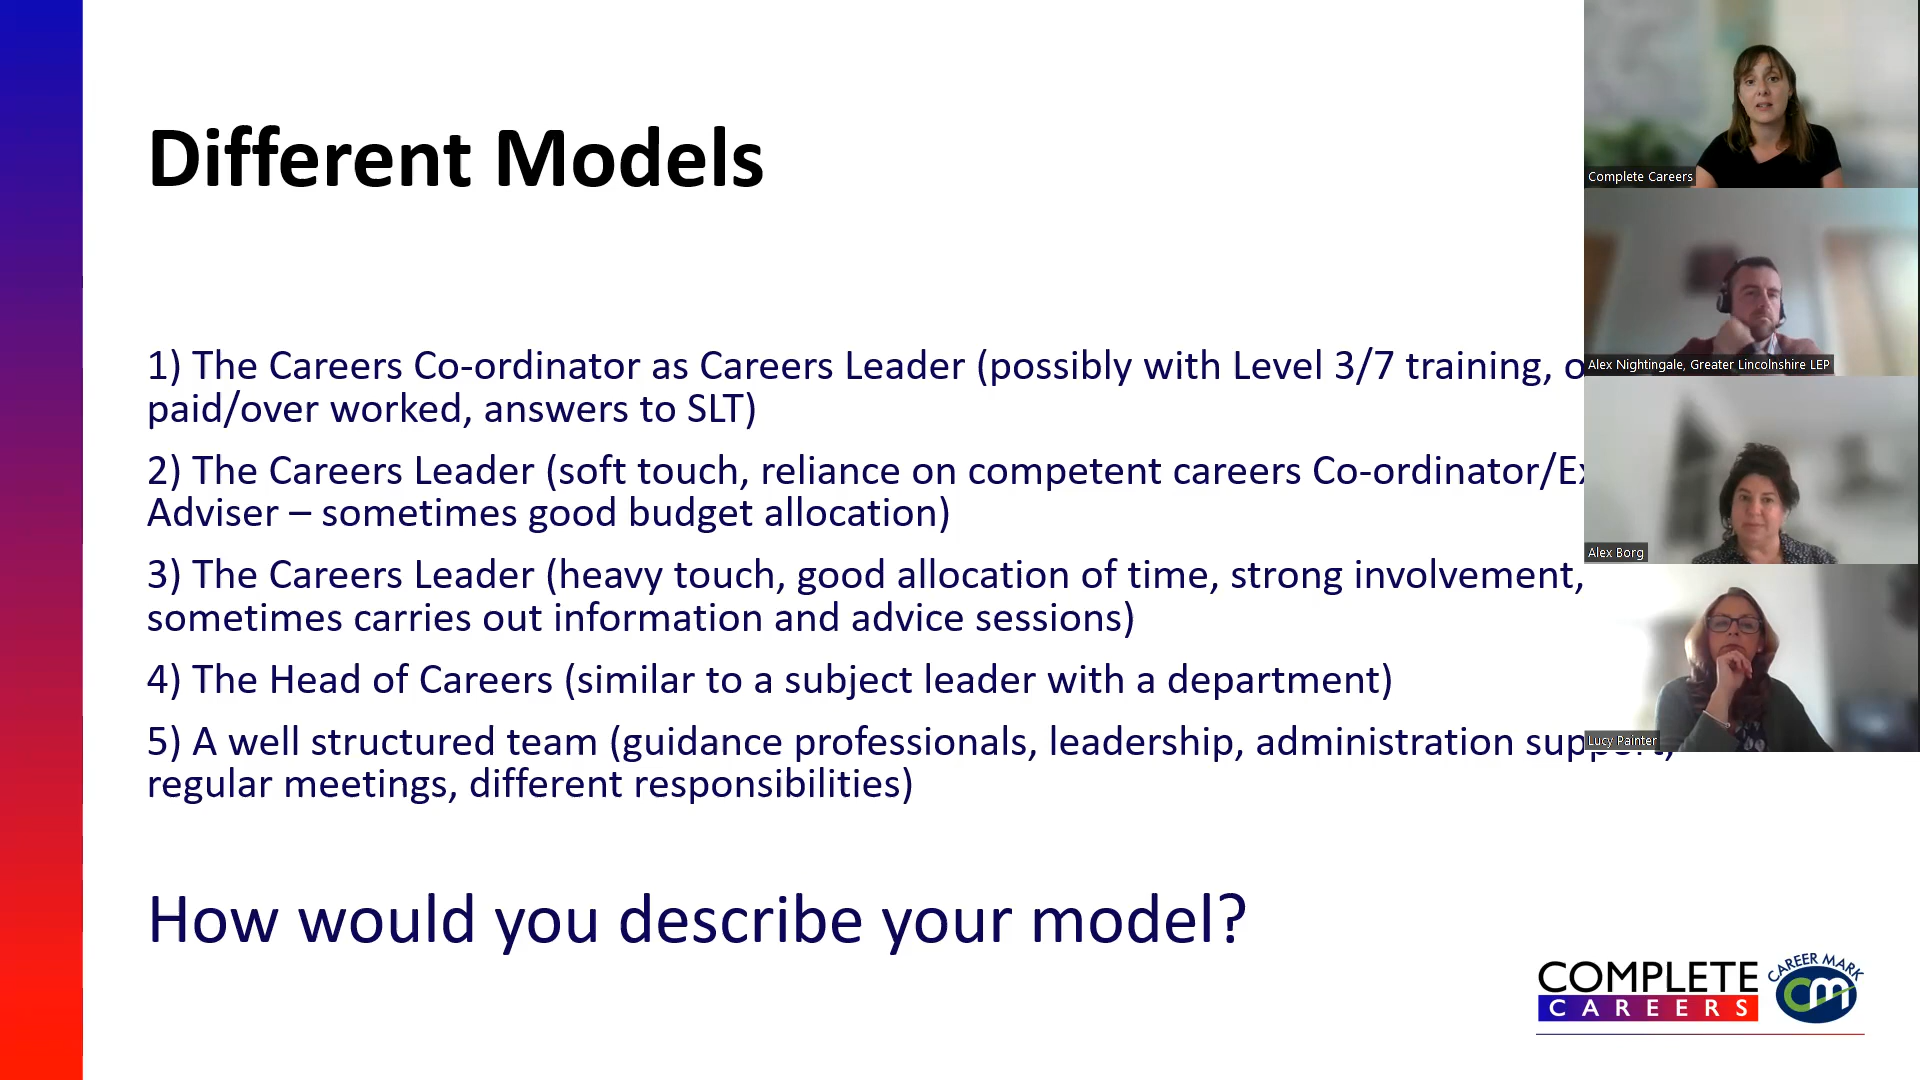 Different Models
1) The Careers Co-ordinator as Careers Leader (possibly with Level 3/7 training,
paid/over worked, answers to SLT)
2) The Careers Leader (soft touch, reliance on competent careers
Adviser – sometimes good budget allocation)
3) The Careers Leader (heavy touch, good allocation of time, strong involvement,
sometimes carries out information and advice sessions)
4) The Head of Careers (similar to a subject leader with a department)
5) A well structured team (guidance professionals, leadership, administration support,
regular meetings, different responsibilities)
How would you describe your model?
Complete Careers
Alex Nightingale, Greater Lincolnshire LEP
Alex Borg
Lucy Painter
COMPLETE
CAREERS
CAREER MARK
cm